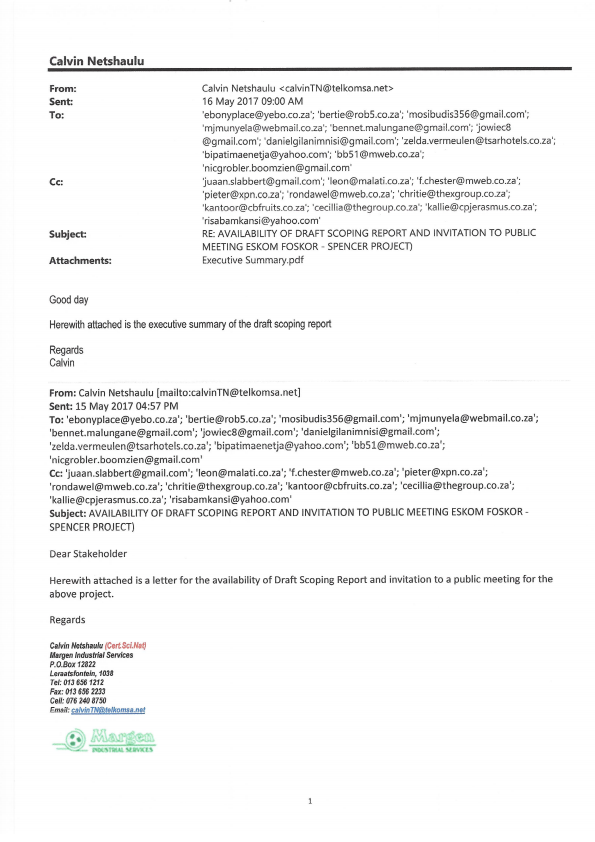 Calvin Netshaulu
From: Calvin Netshaulu <calvinTN@telkomsa.net>
Sent: 16 May 2017 09:00 AM
To: 'ebonyplace@yebo.co.za'; 'bertie@rob5.co.za'; 'mosibudis356@gmail.com';
'mjmunyela@webmail.co.za'; 'bennet.malungane@gmail.com'; 'jowiec8
@gmail.com'; 'danielgilanimnisi@gmail.com'; 'zelda.vermeulen@tsarhotels.co.za';
'bipatimaenetja@yahoo.com'; 'bb51@mweb.co.za';
'nicgrobler.boomzien@gmail.com'
Cc: 'juaan.slabbert@gmail.com'; 'leon@malati.co.za'; 'f.chester@mweb.co.za';
'pieter@xpn.co.za'; 'rondawel@mweb.co.za'; 'chritie@thexgroup.co.za';
'kantoor@cbfruits.co.za'; 'cecillia@thegroup.co.za'; 'kallie@cpjerasmus.co.za';
'risabamkansi@yahoo.com'
Subject: RE: AVAILABILITY OF DRAFT SCOPING REPORT AND INVITATION TO PUBLIC
MEETING ESKOM FOSKOR - SPENCER PROJECT)
Attachments: Executive Summary.pdf
Good day
Herewith attached is the executive summary of the draft scoping report
Regards
Calvin
From: Calvin Netshaulu [mailto:calvinTN@telkomsa.net]
Sent: 15 May 2017 04:57 PM
To: 'ebonyplace@yebo.co.za'; 'bertie@rob5.co.za'; 'mosibudis356@gmail.com'; 'mjmunyela@webmail.co.za';
'bennet.malungane@gmail.com'; 'jowiec8@gmail.com'; 'danielgilanimnisi@gmail.com';
'zelda.vermeulen@tsarhotels.co.za'; 'bipatimaenetja@yahoo.com'; 'bb51@mweb.co.za';
'nicgrobler.boomzien@gmail.com'
Cc: 'juaan.slabbert@gmail.com'; 'leon@malati.co.za'; 'f.chester@mweb.co.za'; 'pieter@xpn.co.za';
'rondawel@mweb.co.za'; 'chritie@thexgroup.co.za'; 'kantoor@cbfruits.co.za'; 'cecillia@thegroup.co.za';
'kallie@cpjerasmus.co.za'; 'risabamkansi@yahoo.com'
Subject: AVAILABILITY OF DRAFT SCOPING REPORT AND INVITATION TO PUBLIC MEETING ESKOM FOSKOR -
SPENCER PROJECT)
Dear Stakeholder
Herewith attached is a letter for the availability of Draft Scoping Report and invitation to a public meeting for the
above project.
Regards
Calvin Netshaulu (Cert.Sci.Nat)
Margen Industrial Services
P.O.Box 12822
Leraatsfontein, 1038
Tel: 013 656 1212
Fax: 013 656 2233
Cell: 076 240 8750
Email: calvinTN@telkomsa.net
Margen
INDUSTRIAL SERVICES
1